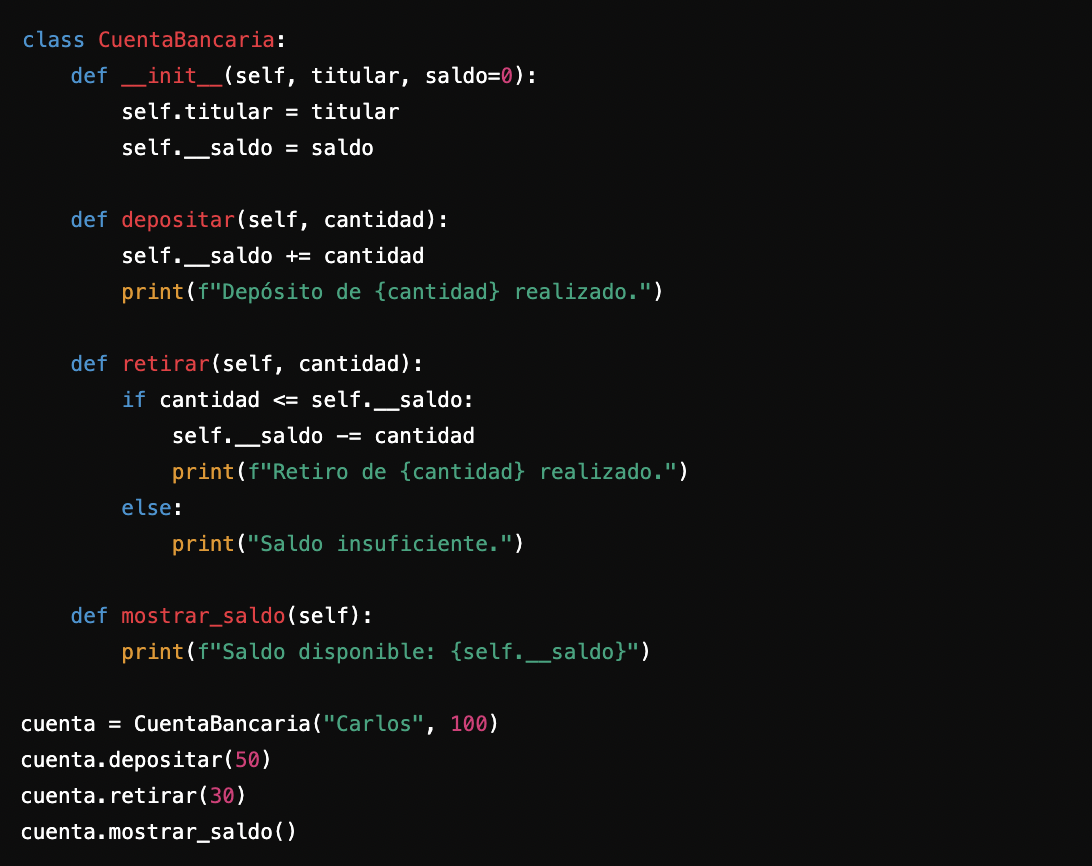 class CuentaBancaria:
    def __init__(self, titular, saldo=0):
        self.titular = titular
        self.__saldo = saldo

    def depositar(self, cantidad):
        self.__saldo += cantidad
        print(f"Depósito de {cantidad} realizado.")

    def retirar(self, cantidad):
        if cantidad <= self.__saldo:
            self.__saldo -= cantidad
            print(f"Retiro de {cantidad} realizado.")
        else:
            print("Saldo insuficiente.")

    def mostrar_saldo(self):
        print(f"Saldo disponible: {self.__saldo}")

cuenta = CuentaBancaria("Carlos", 100)
cuenta.depositar(50)
cuenta.retirar(30)
cuenta.mostrar_saldo()